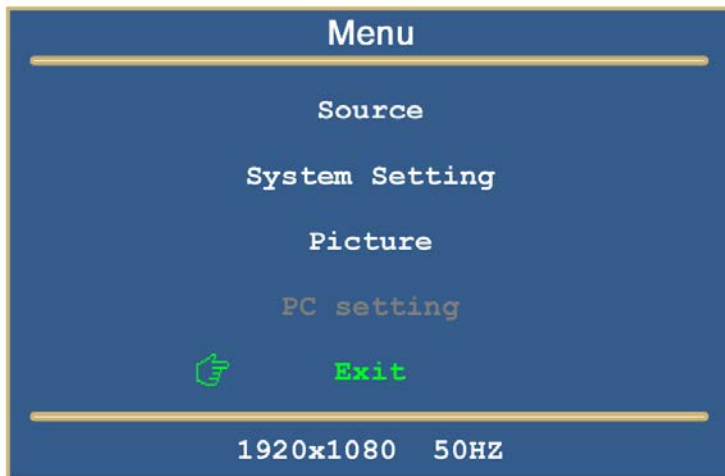 Menu
Source
System Setting
Picture
PC setting
Exit
1920x1080 50HZ